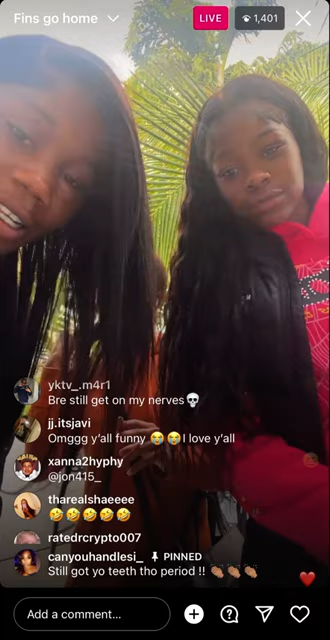 Fins go home
LIVE
1,401
yktv_.m4r1
Bre still get on my nerves💀
jj.itsjavi
Omggg y'all funny 😭😭I love y'all
xanna2hyphy
@jon415_
tharealshaeeee
🤣🤣🤣🤣🤣
ratedrcrypto007
canyouhandlesi_ PINNED
Still got yo teeth tho period !! 👏🏼👏🏼👏🏼
Add a comment...